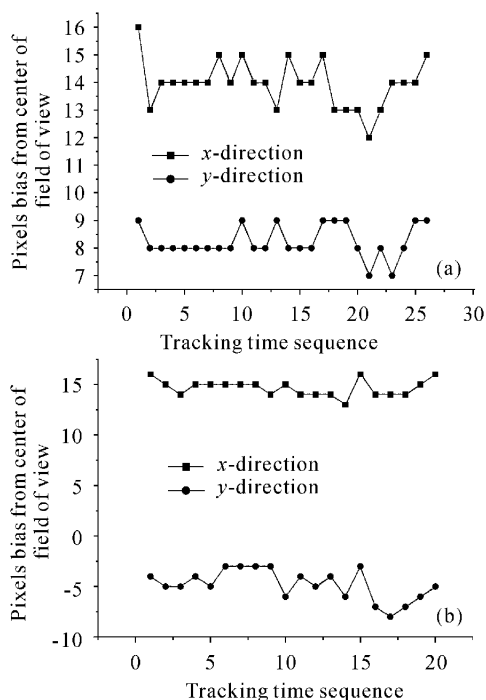 Pixels bias from center of
field of view
16
15
14
13
12
11
10
9
8
7
x-direction
y-direction
(a)
0 5 10 15 20 25 30
Tracking time sequence
Pixels bias from center of
field of view
15
10
5
0
-5
-10
x-direction
y-direction
(b)
0 5 10 15 20
Tracking time sequence